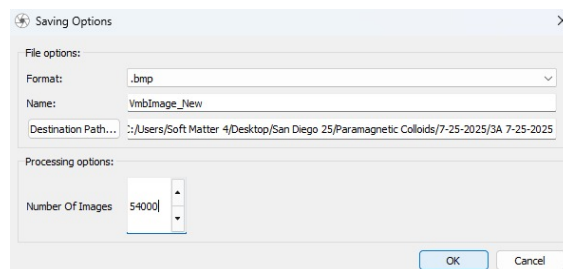 Saving Options
File options:
Format: .bmp
Name: VmbImage_New
Destination Path... :/Users/Soft Matter 4/Desktop/San Diego 25/Paramagnetic Colloids/7-25-2025/3A 7-25-2025
Processing options:
Number Of Images 54000
OK Cancel